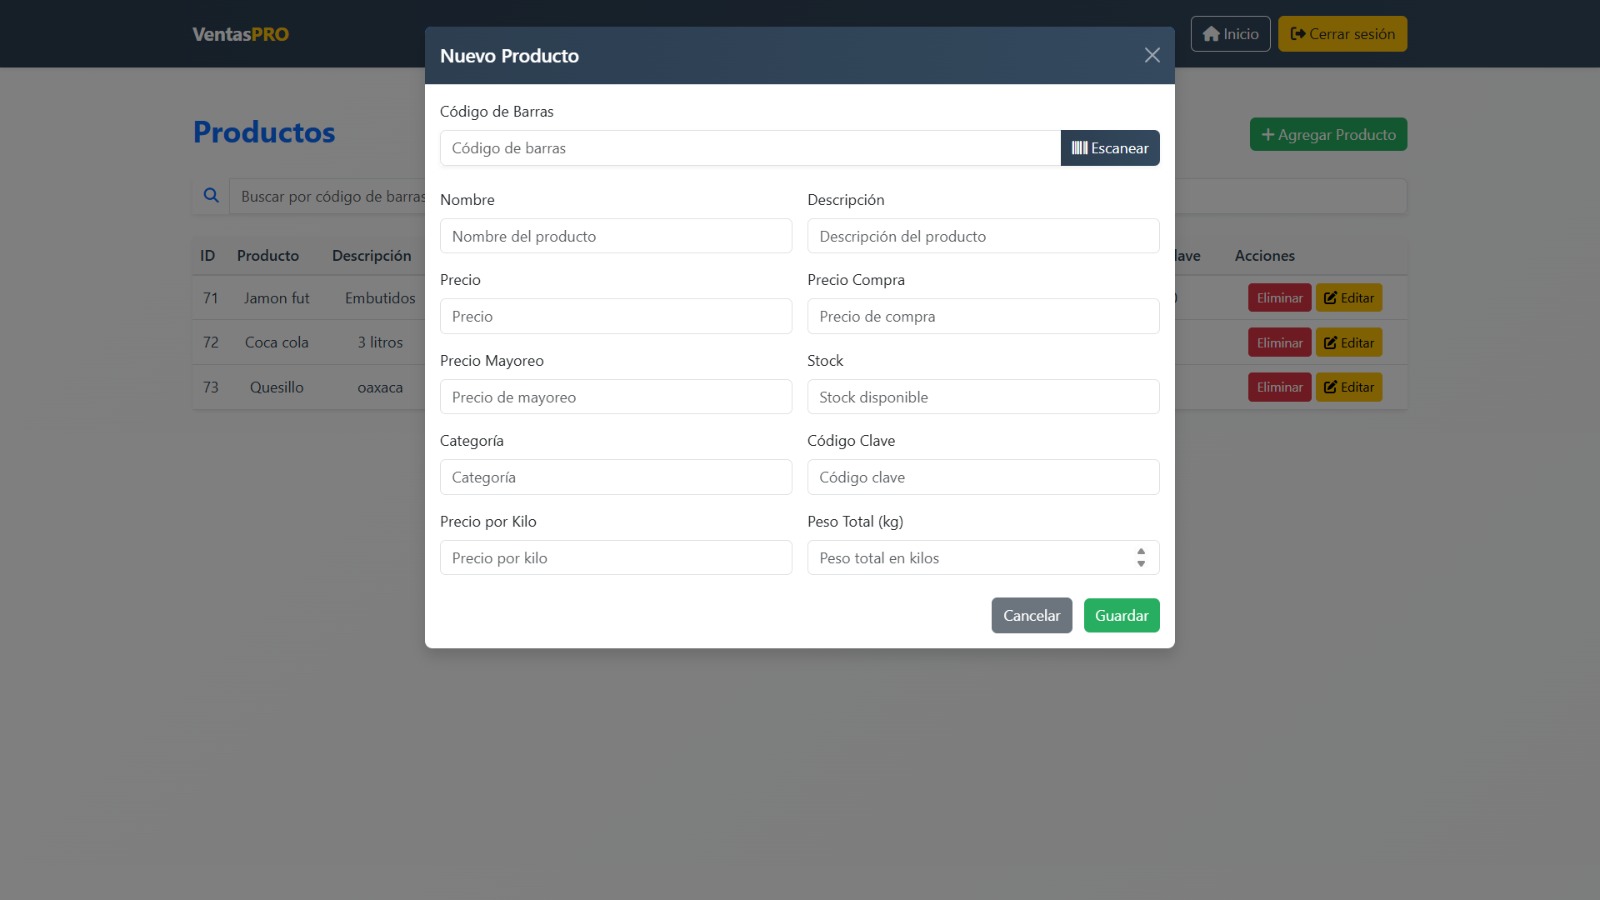 VentasPRO
Inicio
Cerrar sesión
Nuevo Producto
Productos
Agregar Producto
Código de Barras
Código de barras
Escanear
Buscar por código de barras
Nombre
Descripción
Nombre del producto
Descripción del producto
ID Producto Descripción
Acciones
Precio
Precio Compra
71 Jamon fut Embutidos
Eliminar Editar
Precio
Precio de compra
72 Coca cola 3 litros
Eliminar Editar
Precio Mayoreo
Stock
73 Quesillo oaxaca
Eliminar Editar
Precio de mayoreo
Stock disponible
Categoría
Código Clave
Categoría
Código clave
Precio por Kilo
Peso Total (kg)
Precio por kilo
Peso total en kilos
Cancelar
Guardar